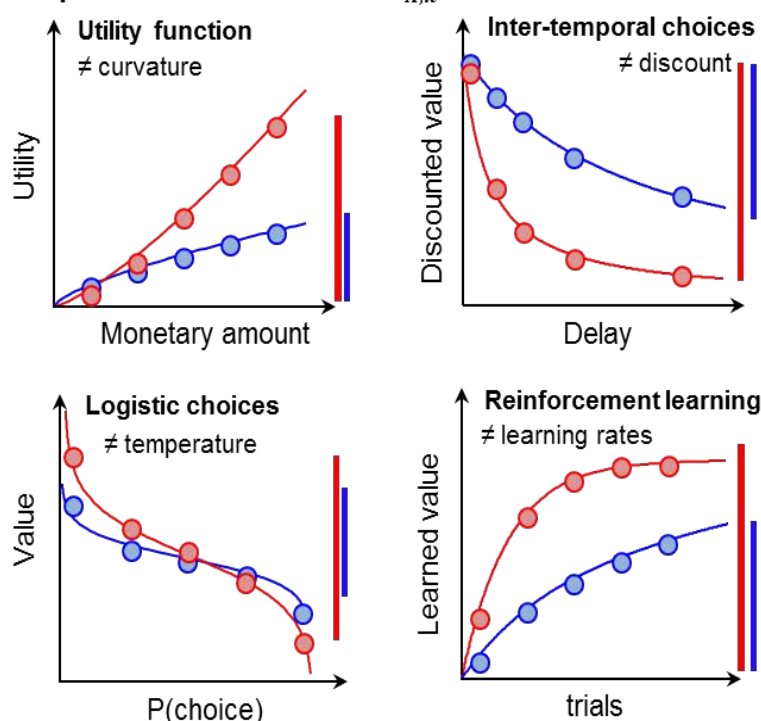 Utility function
≠ curvature
Utility
Monetary amount
Inter-temporal choices
≠ discount
Discounted value
Delay
Logistic choices
≠ temperature
Value
P(choice)
Reinforcement learning
≠ learning rates
Learned value
trials